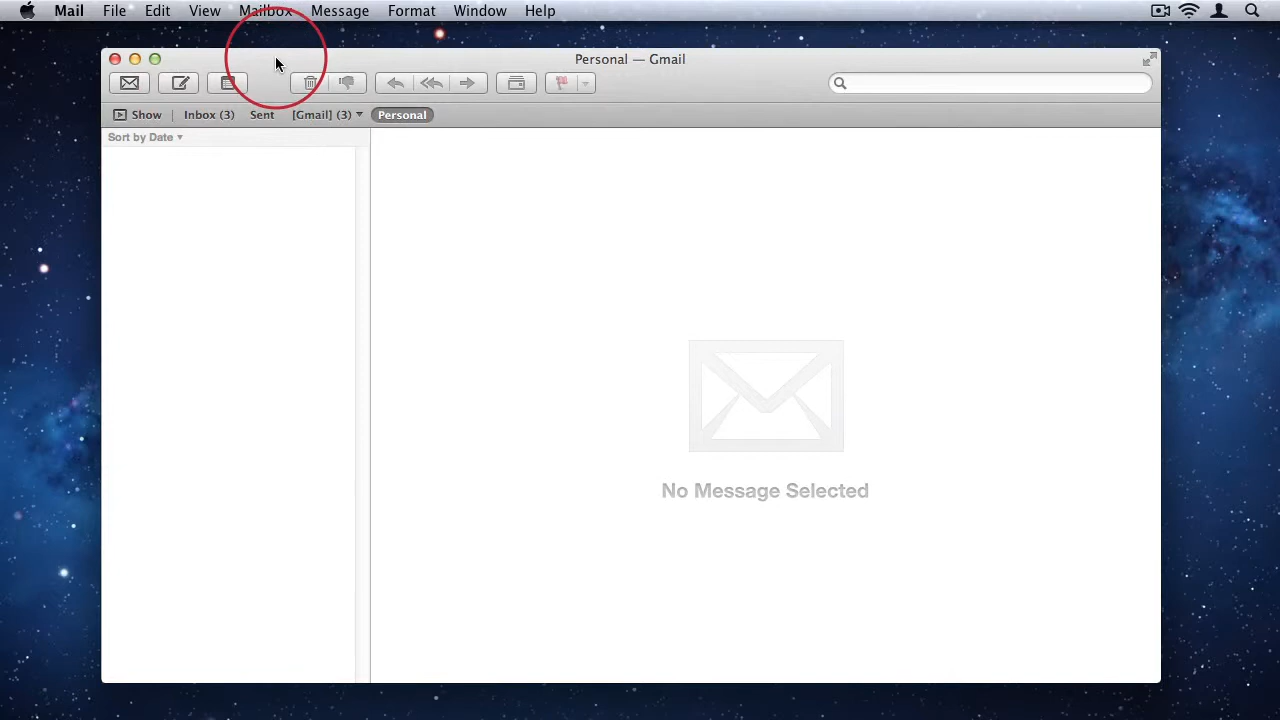 Mail File Edit View Mailbox Message Format Window Help
Personal — Gmail
Show Inbox (3) Sent [Gmail] (3) Personal
Sort by Date
No Message Selected